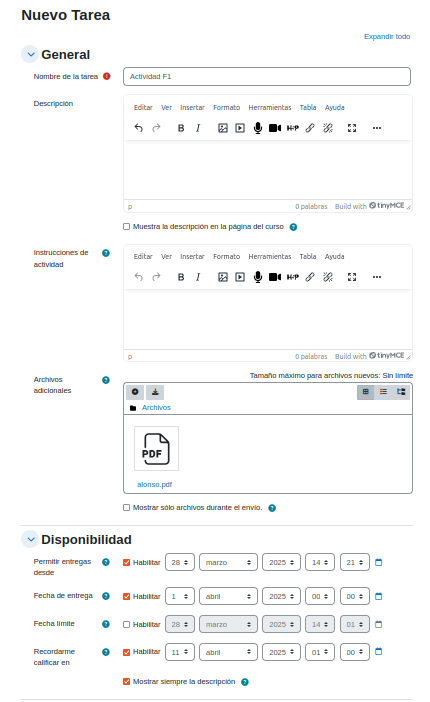 Nuevo Tarea
Expandir todo
General
Nombre de la tarea
Actividad F1
Descripción
Editar Ver Insertar Formato Herramientas Tabla Ayuda
B I H-P
p 0 palabras Build with tinyMCE
Muestra la descripción en la página del curso
Instrucciones de
actividad
Editar Ver Insertar Formato Herramientas Tabla Ayuda
B I H-P
p 0 palabras Build with tinyMCE
Archivos
adicionales
Tamaño máximo para archivos nuevos: Sin límite
Archivos
PDF
alonso.pdf
Mostrar sólo archivos durante el envío.
Disponibilidad
Permitir entregas
desde
Habilitar 28 marzo 2025 14 21
Fecha de entrega Habilitar 1 abril 2025 00 00
Fecha límite Habilitar 28 marzo 2025 14 01
Recordarme
calificar en
Habilitar 11 abril 2025 01 00
Mostrar siempre la descripción